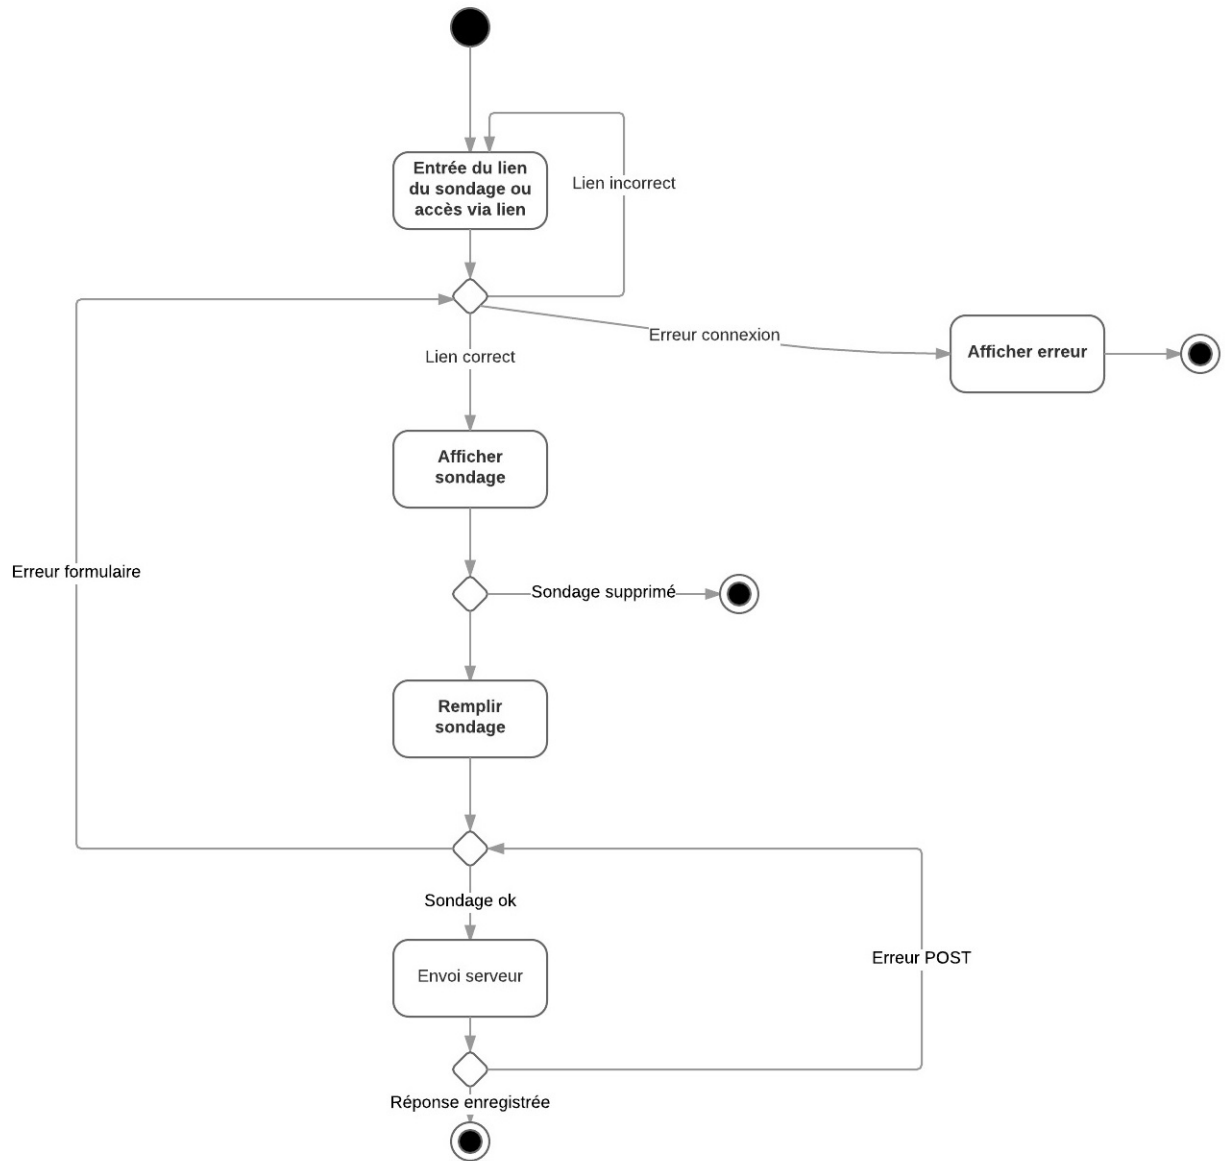 Entrée du lien
du sondage ou
accès via lien
Lien incorrect
Erreur connexion
Afficher erreur
Lien correct
Afficher
sondage
Erreur formulaire
Sondage supprimé
Remplir
sondage
Sondage ok
Envoi serveur
Erreur POST
Réponse enregistrée